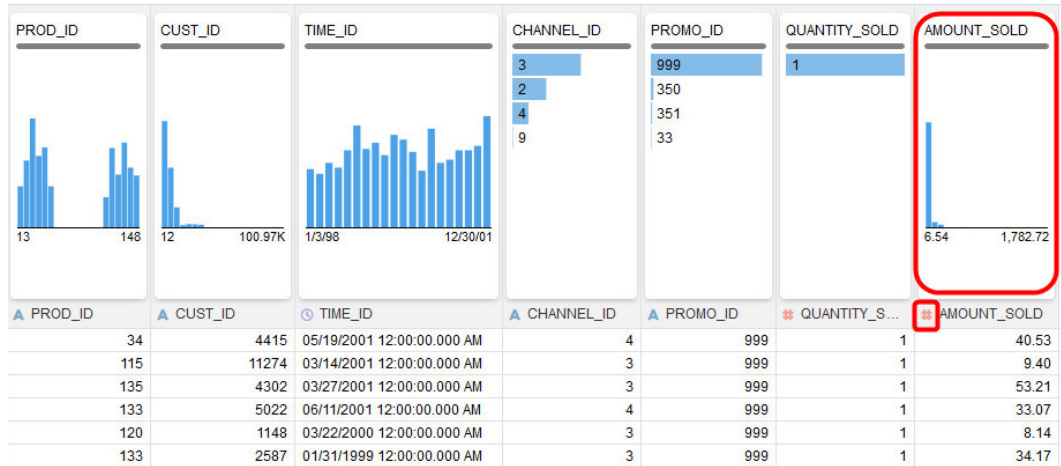 PROD_ID CUST_ID TIME_ID CHANNEL_ID PROMO_ID QUANTITY_SOLD AMOUNT_SOLD
3 999 1
2 350
4 351
9 33
13 148 12 100.97K 1/3/98 12/30/01 6.54 1,782.72
A PROD_ID A CUST_ID TIME_ID A CHANNEL_ID A PROMO_ID # QUANTITY_S... # AMOUNT_SOLD
34 4415 05/19/2001 12:00:00.000 AM 4 999 1 40.53
115 11274 03/14/2001 12:00:00.000 AM 3 999 1 9.40
135 4302 03/27/2001 12:00:00.000 AM 3 999 1 53.21
133 5022 06/11/2001 12:00:00.000 AM 4 999 1 33.07
120 1148 03/22/2000 12:00:00.000 AM 3 999 1 8.14
133 2587 01/31/1999 12:00:00.000 AM 3 999 1 34.17